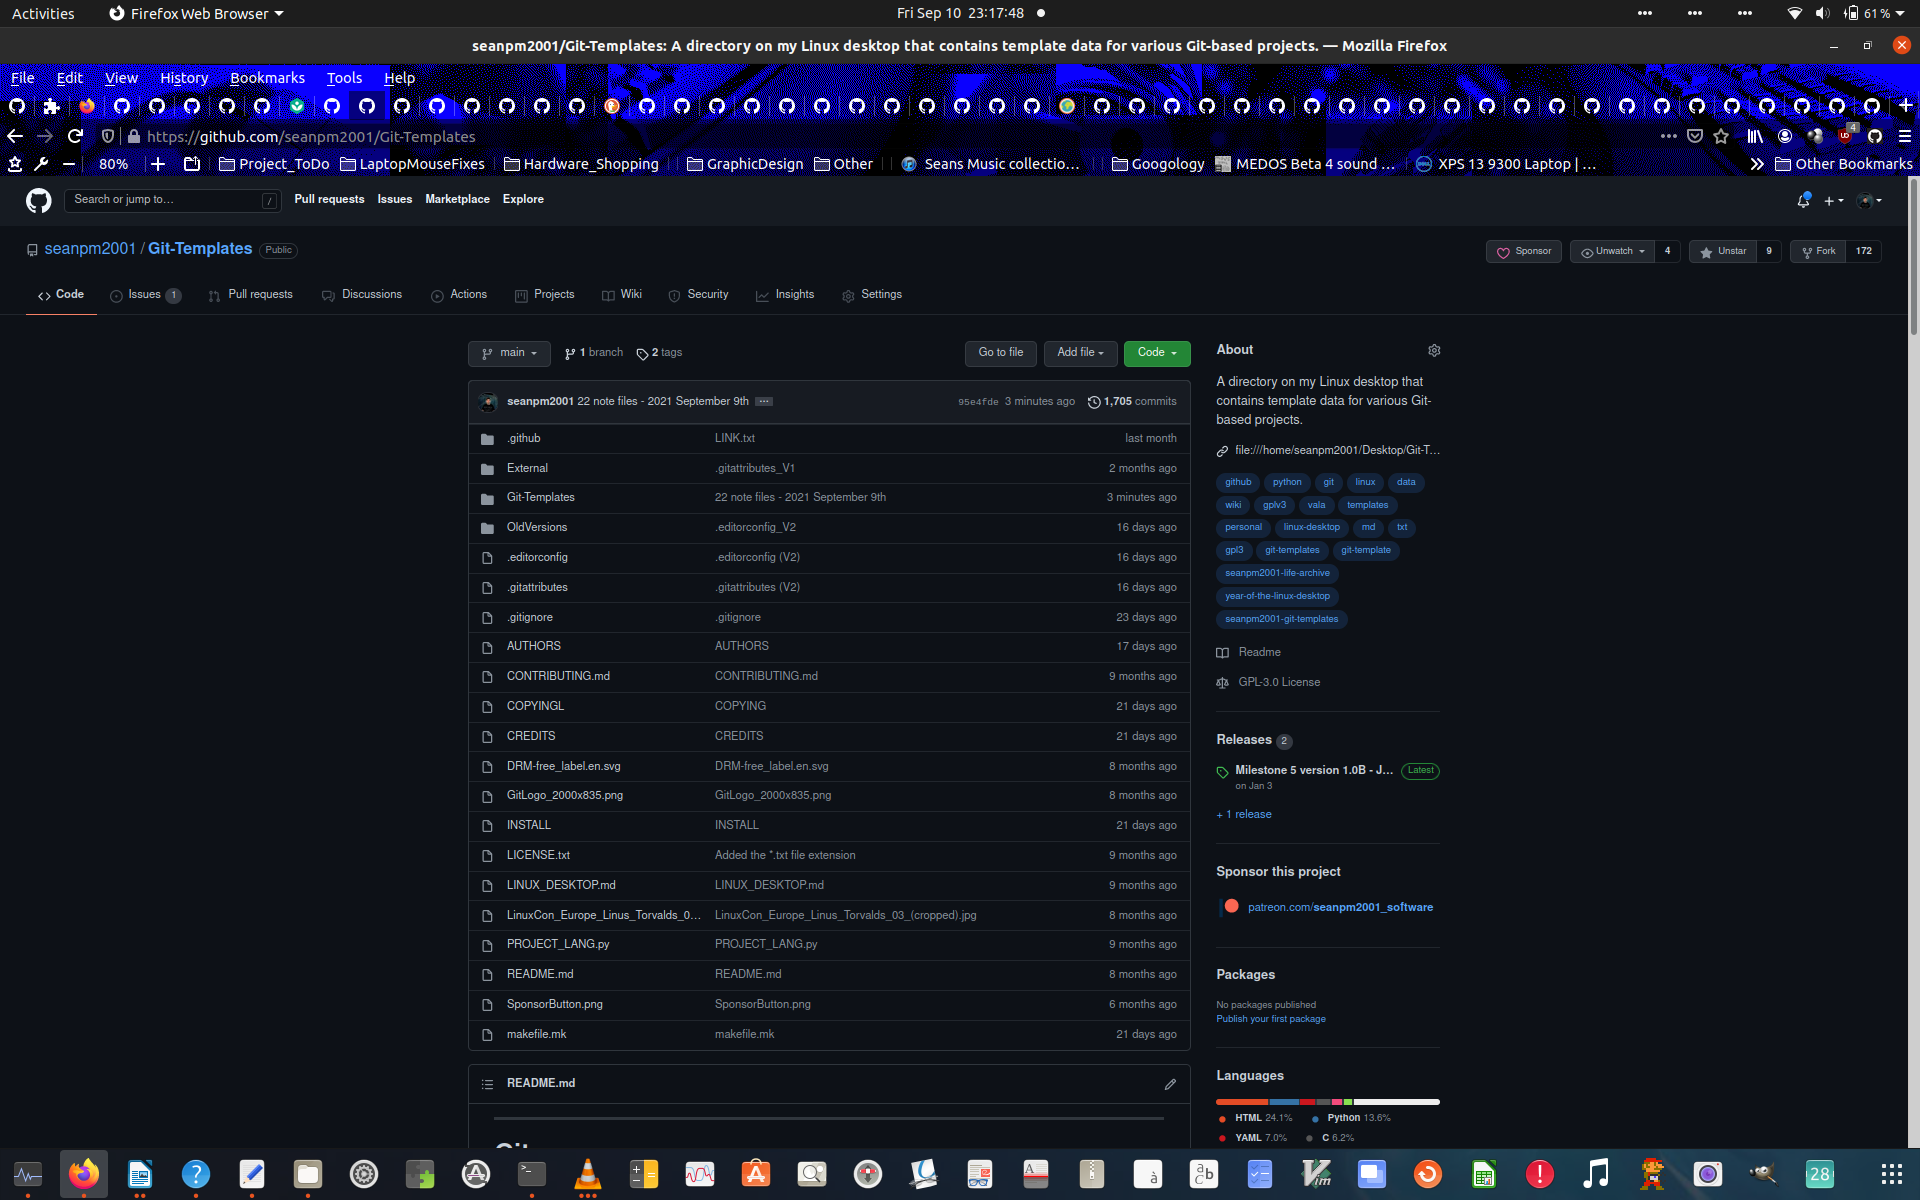 Activities Firefox Web Browser Fri Sep 10 23:17:48 61 %
seanpm2001/Git-Templates: A directory on my Linux desktop that contains template data for various Git-based projects. — Mozilla Firefox
File Edit View History Bookmarks Tools Help
https://github.com/seanpm2001/Git-Templates 4
80% Project_ToDo LaptopMouseFixes Hardware_Shopping GraphicDesign Other Seans Music collectio… Googology MEDOS Beta 4 sound … XPS 13 9300 Laptop | … Other Bookmarks
Search or jump to… / Pull requests Issues Marketplace Explore
seanpm2001 / Git-Templates Public Sponsor Unwatch 4 Unstar 9 Fork 172
Code Issues 1 Pull requests Discussions Actions Projects Wiki Security Insights Settings
main 1 branch 2 tags Go to file Add file Code
seanpm2001 22 note files - 2021 September 9th … 95e4fde 3 minutes ago 1,705 commits
.github LINK.txt last month
External .gitattributes_V1 2 months ago
Git-Templates 22 note files - 2021 September 9th 3 minutes ago
OldVersions .editorconfig_V2 16 days ago
.editorconfig .editorconfig (V2) 16 days ago
.gitattributes .gitattributes (V2) 16 days ago
.gitignore .gitignore 23 days ago
AUTHORS AUTHORS 17 days ago
CONTRIBUTING.md CONTRIBUTING.md 9 months ago
COPYINGL COPYING 21 days ago
CREDITS CREDITS 21 days ago
DRM-free_label.en.svg DRM-free_label.en.svg 8 months ago
GitLogo_2000x835.png GitLogo_2000x835.png 8 months ago
INSTALL INSTALL 21 days ago
LICENSE.txt Added the *.txt file extension 9 months ago
LINUX_DESKTOP.md LINUX_DESKTOP.md 9 months ago
LinuxCon_Europe_Linus_Torvalds_0… LinuxCon_Europe_Linus_Torvalds_03_(cropped).jpg 8 months ago
PROJECT_LANG.py PROJECT_LANG.py 9 months ago
README.md README.md 8 months ago
SponsorButton.png SponsorButton.png 6 months ago
makefile.mk makefile.mk 21 days ago
README.md
About
A directory on my Linux desktop that
contains template data for various Git-
based projects.
file:///home/seanpm2001/Desktop/Git-T…
github python git linux data
wiki gplv3 vala templates
personal linux-desktop md txt
gpl3 git-templates git-template
seanpm2001-life-archive
year-of-the-linux-desktop
seanpm2001-git-templates
Readme
GPL-3.0 License
Releases 2
Milestone 5 version 1.0B - J… Latest
on Jan 3
+ 1 release
Sponsor this project
patreon.com/seanpm2001_software
Packages
No packages published
Publish your first package
Languages
HTML 24.1% Python 13.6%
YAML 7.0% C 6.2%
28